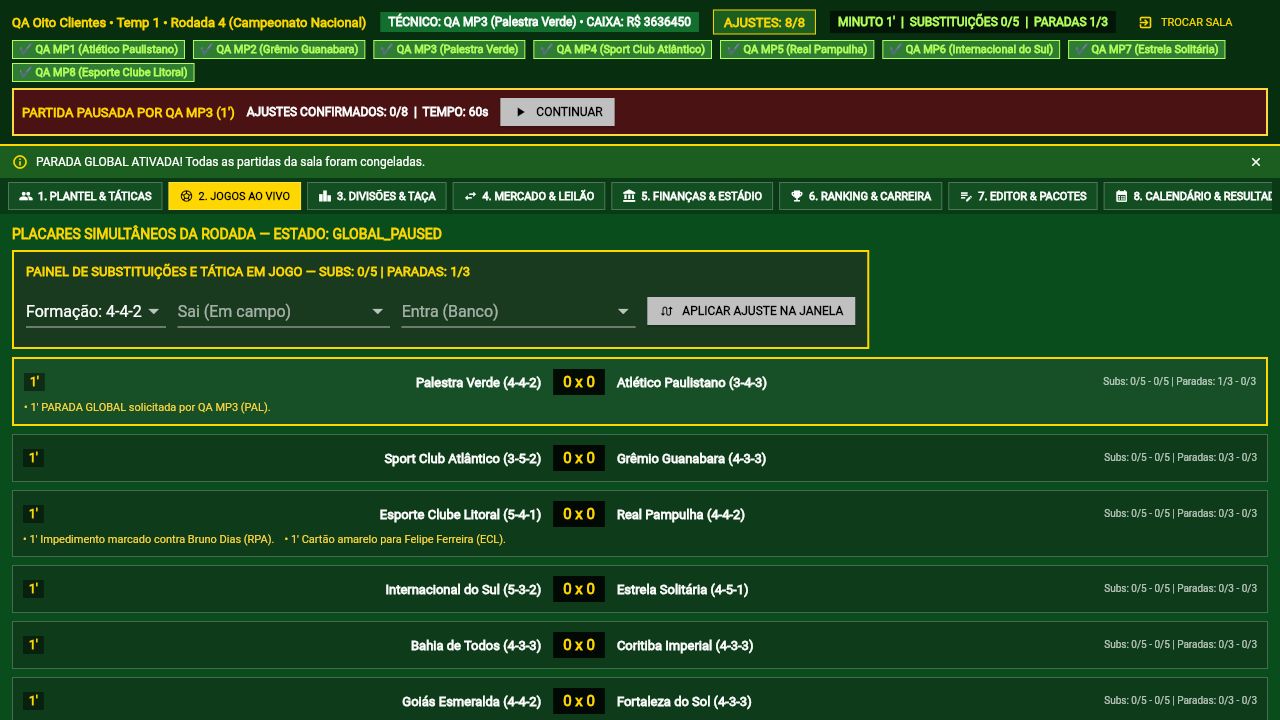 QA Oito Clientes • Temp 1 • Rodada 4 (Campeonato Nacional) TÉCNICO: QA MP3 (Palestra Verde) • CAIXA: R$ 3636450 AJUSTES: 8/8 MINUTO 1' | SUBSTITUIÇÕES 0/5 | PARADAS 1/3 TROCAR SALA
QA MP1 (Atlético Paulistano) QA MP2 (Grêmio Guanabara) QA MP3 (Palestra Verde) QA MP4 (Sport Club Atlântico) QA MP5 (Real Pampulha) QA MP6 (Internacional do Sul) QA MP7 (Estrela Solitária)
QA MP8 (Esporte Clube Litoral)
PARTIDA PAUSADA POR QA MP3 (1') AJUSTES CONFIRMADOS: 0/8 | TEMPO: 60s CONTINUAR
PARADA GLOBAL ATIVADA! Todas as partidas da sala foram congeladas.
1. PLANTEL & TÁTICAS 2. JOGOS AO VIVO 3. DIVISÕES & TAÇA 4. MERCADO & LEILÃO 5. FINANÇAS & ESTÁDIO 6. RANKING & CARREIRA 7. EDITOR & PACOTES 8. CALENDÁRIO & RESULTAD
PLACARES SIMULTÂNEOS DA RODADA — ESTADO: GLOBAL_PAUSED
PAINEL DE SUBSTITUIÇÕES E TÁTICA EM JOGO — SUBS: 0/5 | PARADAS: 1/3
Formação: 4-4-2 Sai (Em campo) Entra (Banco) APLICAR AJUSTE NA JANELA
1' Palestra Verde (4-4-2) 0 x 0 Atlético Paulistano (3-4-3) Subs: 0/5 - 0/5 | Paradas: 1/3 - 0/3
• 1' PARADA GLOBAL solicitada por QA MP3 (PAL).
1' Sport Club Atlântico (3-5-2) 0 x 0 Grêmio Guanabara (4-3-3) Subs: 0/5 - 0/5 | Paradas: 0/3 - 0/3
1' Esporte Clube Litoral (5-4-1) 0 x 0 Real Pampulha (4-4-2) Subs: 0/5 - 0/5 | Paradas: 0/3 - 0/3
• 1' Impedimento marcado contra Bruno Dias (RPA). • 1' Cartão amarelo para Felipe Ferreira (ECL).
1' Internacional do Sul (5-3-2) 0 x 0 Estrela Solitária (4-5-1) Subs: 0/5 - 0/5 | Paradas: 0/3 - 0/3
1' Bahia de Todos (4-3-3) 0 x 0 Coritiba Imperial (4-3-3) Subs: 0/5 - 0/5 | Paradas: 0/3 - 0/3
1' Goiás Esmeralda (4-4-2) 0 x 0 Fortaleza do Sol (4-3-3) Subs: 0/5 - 0/5 | Paradas: 0/3 - 0/3